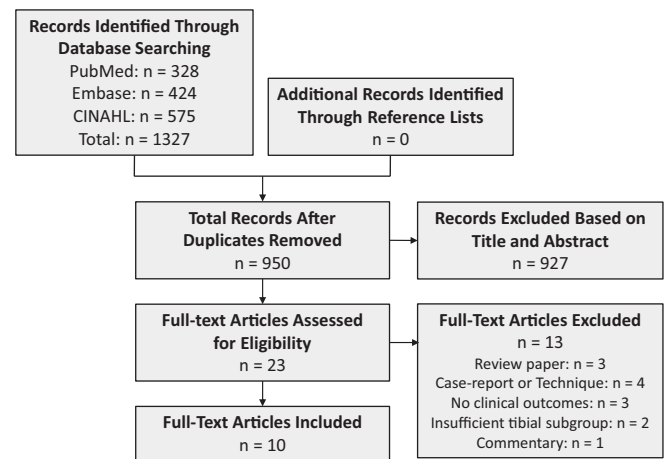 Records Identified Through
Database Searching
PubMed: n = 328
Embase: n = 424
CINAHL: n = 575
Total: n = 1327
Additional Records Identified
Through Reference Lists
n = 0
Total Records After
Duplicates Removed
n = 950
Records Excluded Based on
Title and Abstract
n = 927
Full-text Articles Assessed
for Eligibility
n = 23
Full-Text Articles Excluded
n = 13
Review paper: n = 3
Case-report or Technique: n = 4
No clinical outcomes: n = 3
Insufficient tibial subgroup: n = 2
Commentary: n = 1
Full-Text Articles Included
n = 10